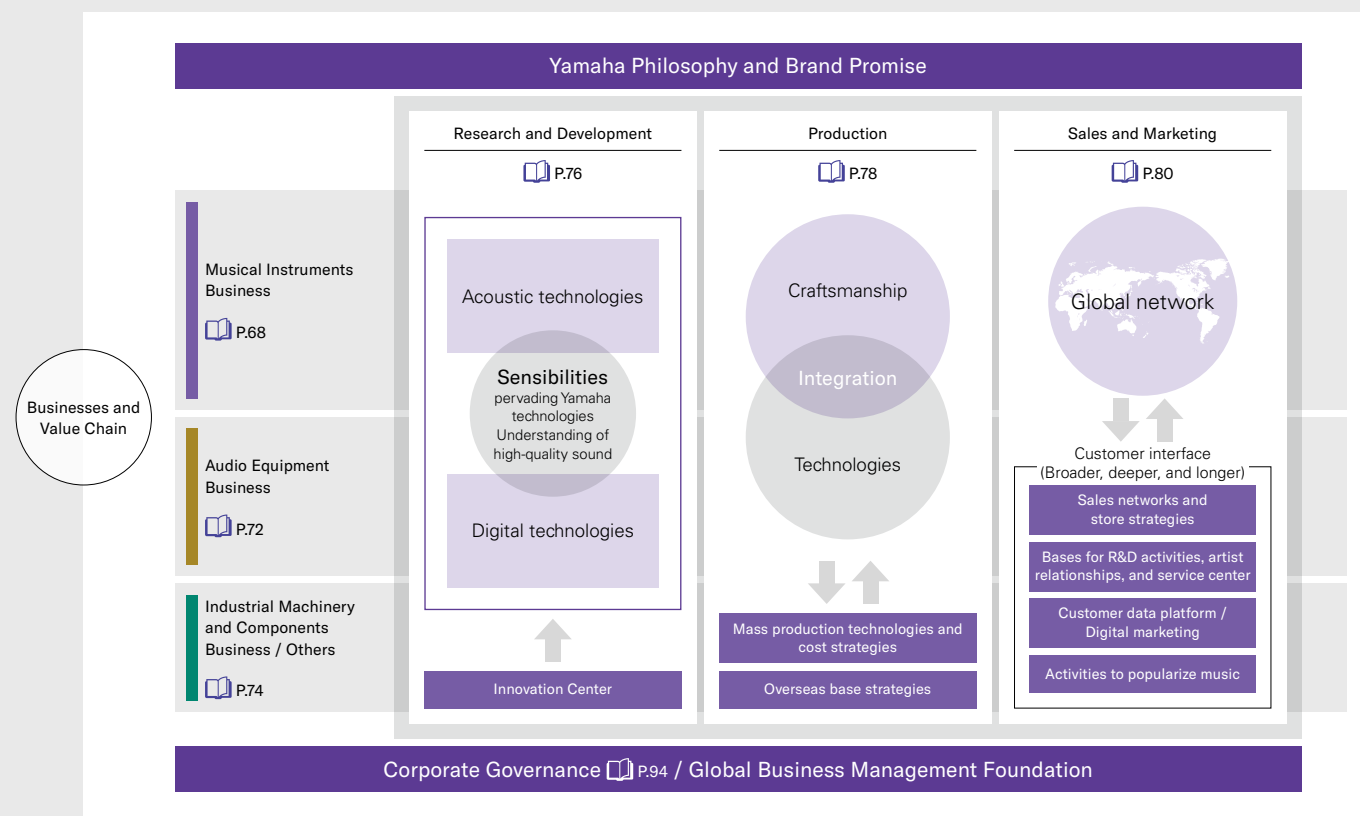 Yamaha Philosophy and Brand Promise
Businesses and
Value Chain
Musical Instruments
Business
P.68
Audio Equipment
Business
P.72
Industrial Machinery
and Components
Business / Others
P.74
Research and Development
P.76
Acoustic technologies
Sensibilities
pervading Yamaha
technologies
Understanding of
high-quality sound
Digital technologies
Innovation Center
Production
P.78
Craftsmanship
Integration
Technologies
Mass production technologies and
cost strategies
Overseas base strategies
Sales and Marketing
P.80
Global network
Customer interface
(Broader, deeper, and longer)
Sales networks and
store strategies
Bases for R&D activities, artist
relationships, and service center
Customer data platform /
Digital marketing
Activities to popularize music
Corporate Governance P.94 / Global Business Management Foundation